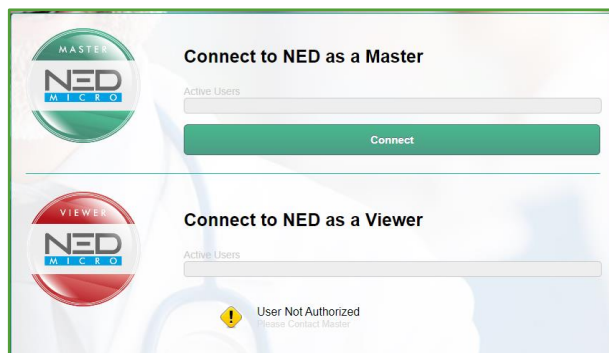 MASTER
NED
MICRO
Connect to NED as a Master
Active Users
Connect
VIEWER
NED
MICRO
Connect to NED as a Viewer
Active Users
User Not Authorized
Please Contact Master